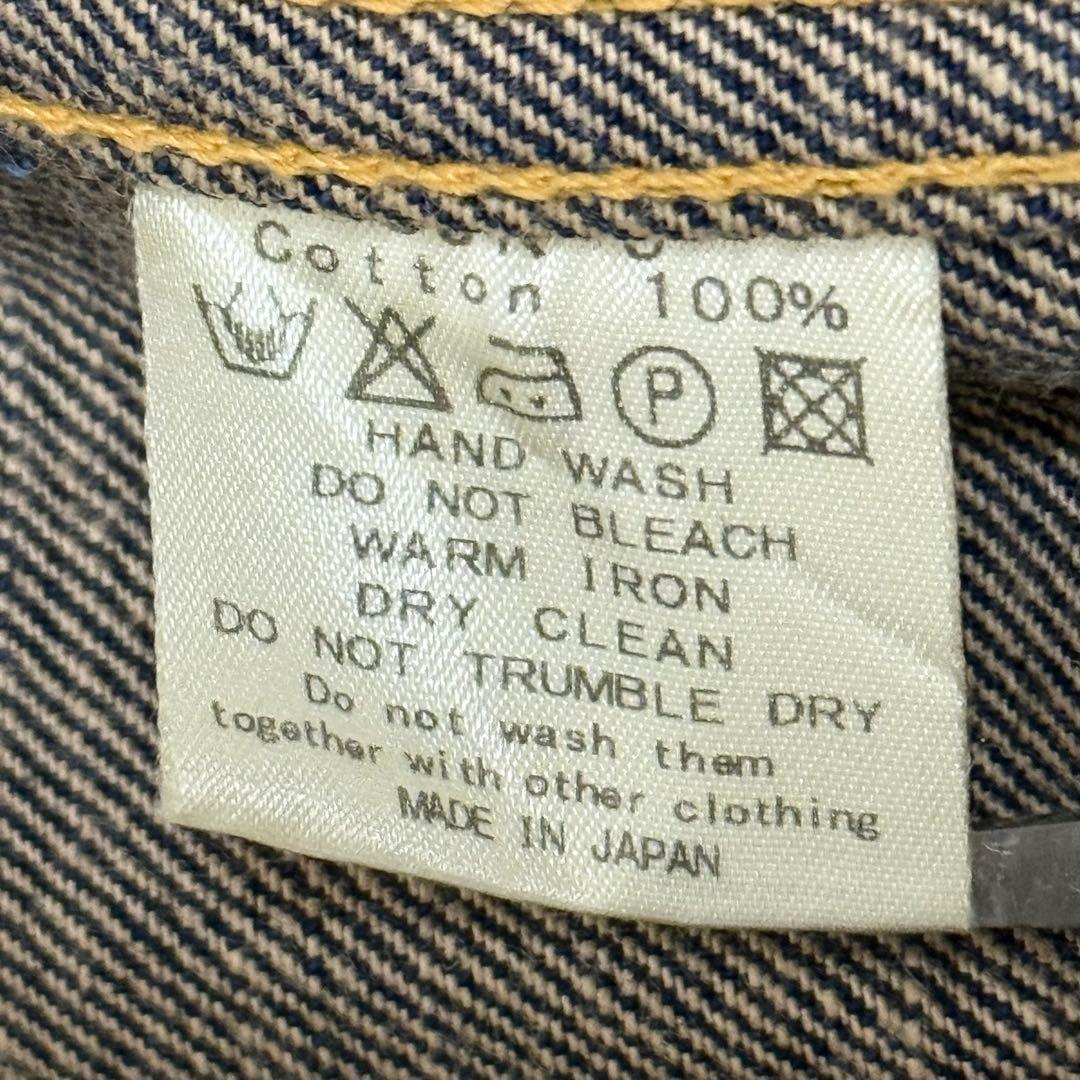 Cotton 100%
P
HAND WASH
DO NOT BLEACH
WARM IRON
DRY CLEAN
DO NOT TRUMBLE DRY
Do not wash them
together with other clothing
MADE IN JAPAN